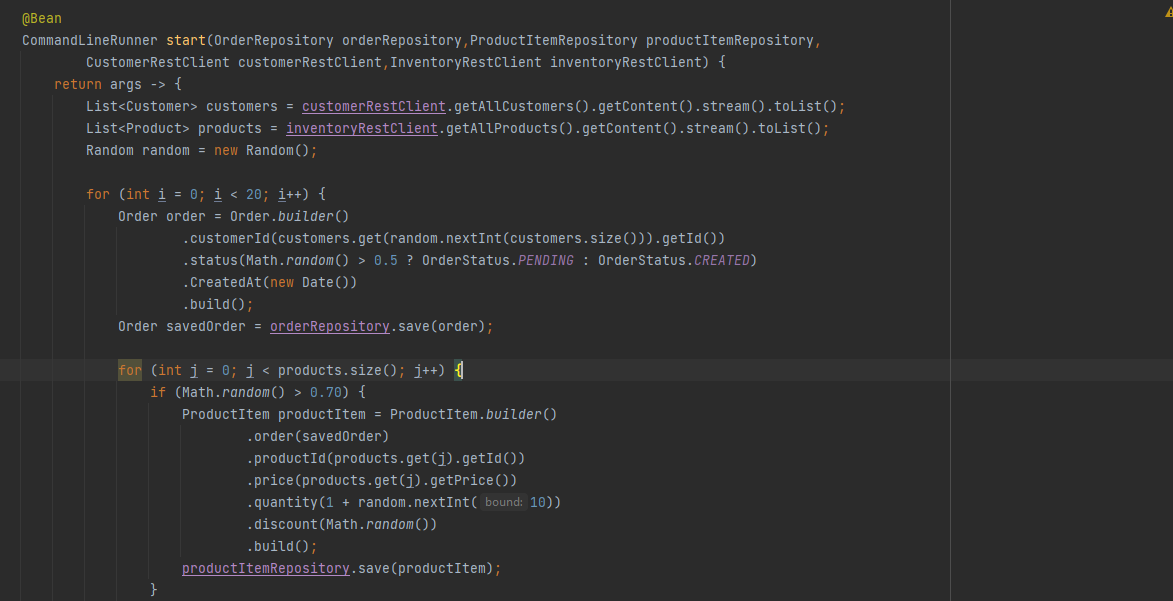 @Bean
CommandLineRunner start(OrderRepository orderRepository,ProductItemRepository productItemRepository,
CustomerRestClient customerRestClient,InventoryRestClient inventoryRestClient) {
return args -> {
List<Customer> customers = customerRestClient.getAllCustomers().getContent().stream().toList();
List<Product> products = inventoryRestClient.getAllProducts().getContent().stream().toList();
Random random = new Random();
for (int i = 0; i < 20; i++) {
Order order = Order.builder()
.customerId(customers.get(random.nextInt(customers.size())).getId())
.status(Math.random() > 0.5 ? OrderStatus.PENDING : OrderStatus.CREATED)
.CreatedAt(new Date())
.build();
Order savedOrder = orderRepository.save(order);
for (int j = 0; j < products.size(); j++) {
if (Math.random() > 0.70) {
ProductItem productItem = ProductItem.builder()
.order(savedOrder)
.productId(products.get(j).getId())
.price(products.get(j).getPrice())
.quantity(1 + random.nextInt( bound: 10))
.discount(Math.random())
.build();
productItemRepository.save(productItem);
}